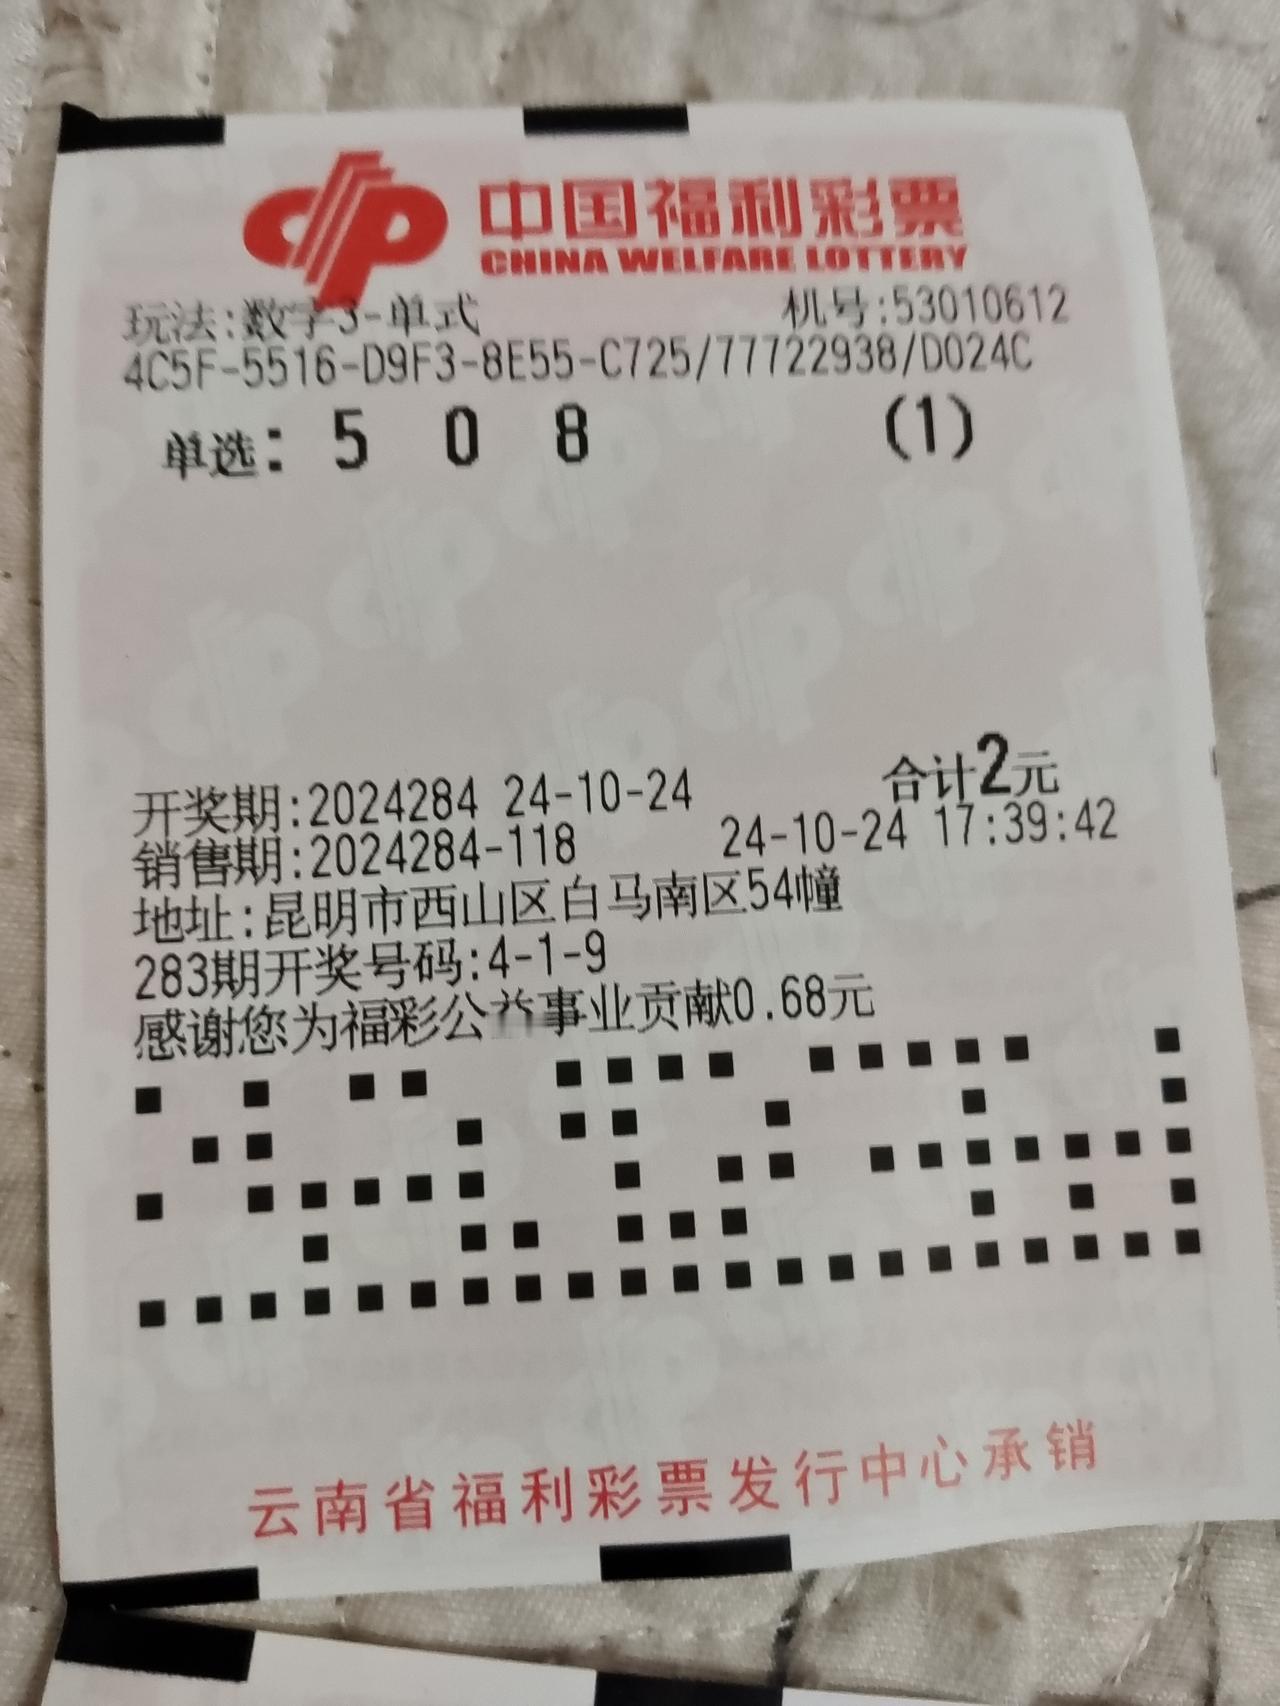 中国福利彩票
CHINA WELFARE LOTTERY
玩法:数字3-单式 机号:53010612
4C5F-5516-D9F3-8E55-C725/77722938/D024C
单选: 5 0 8 (1)
合计2元
开奖期:2024284 24-10-24
销售期:2024284-118 24-10-24 17:39:42
地址:昆明市西山区白马南区54幢
283期开奖号码:4-1-9
感谢您为福彩公益事业贡献0.68元
云南省福利彩票发行中心承销